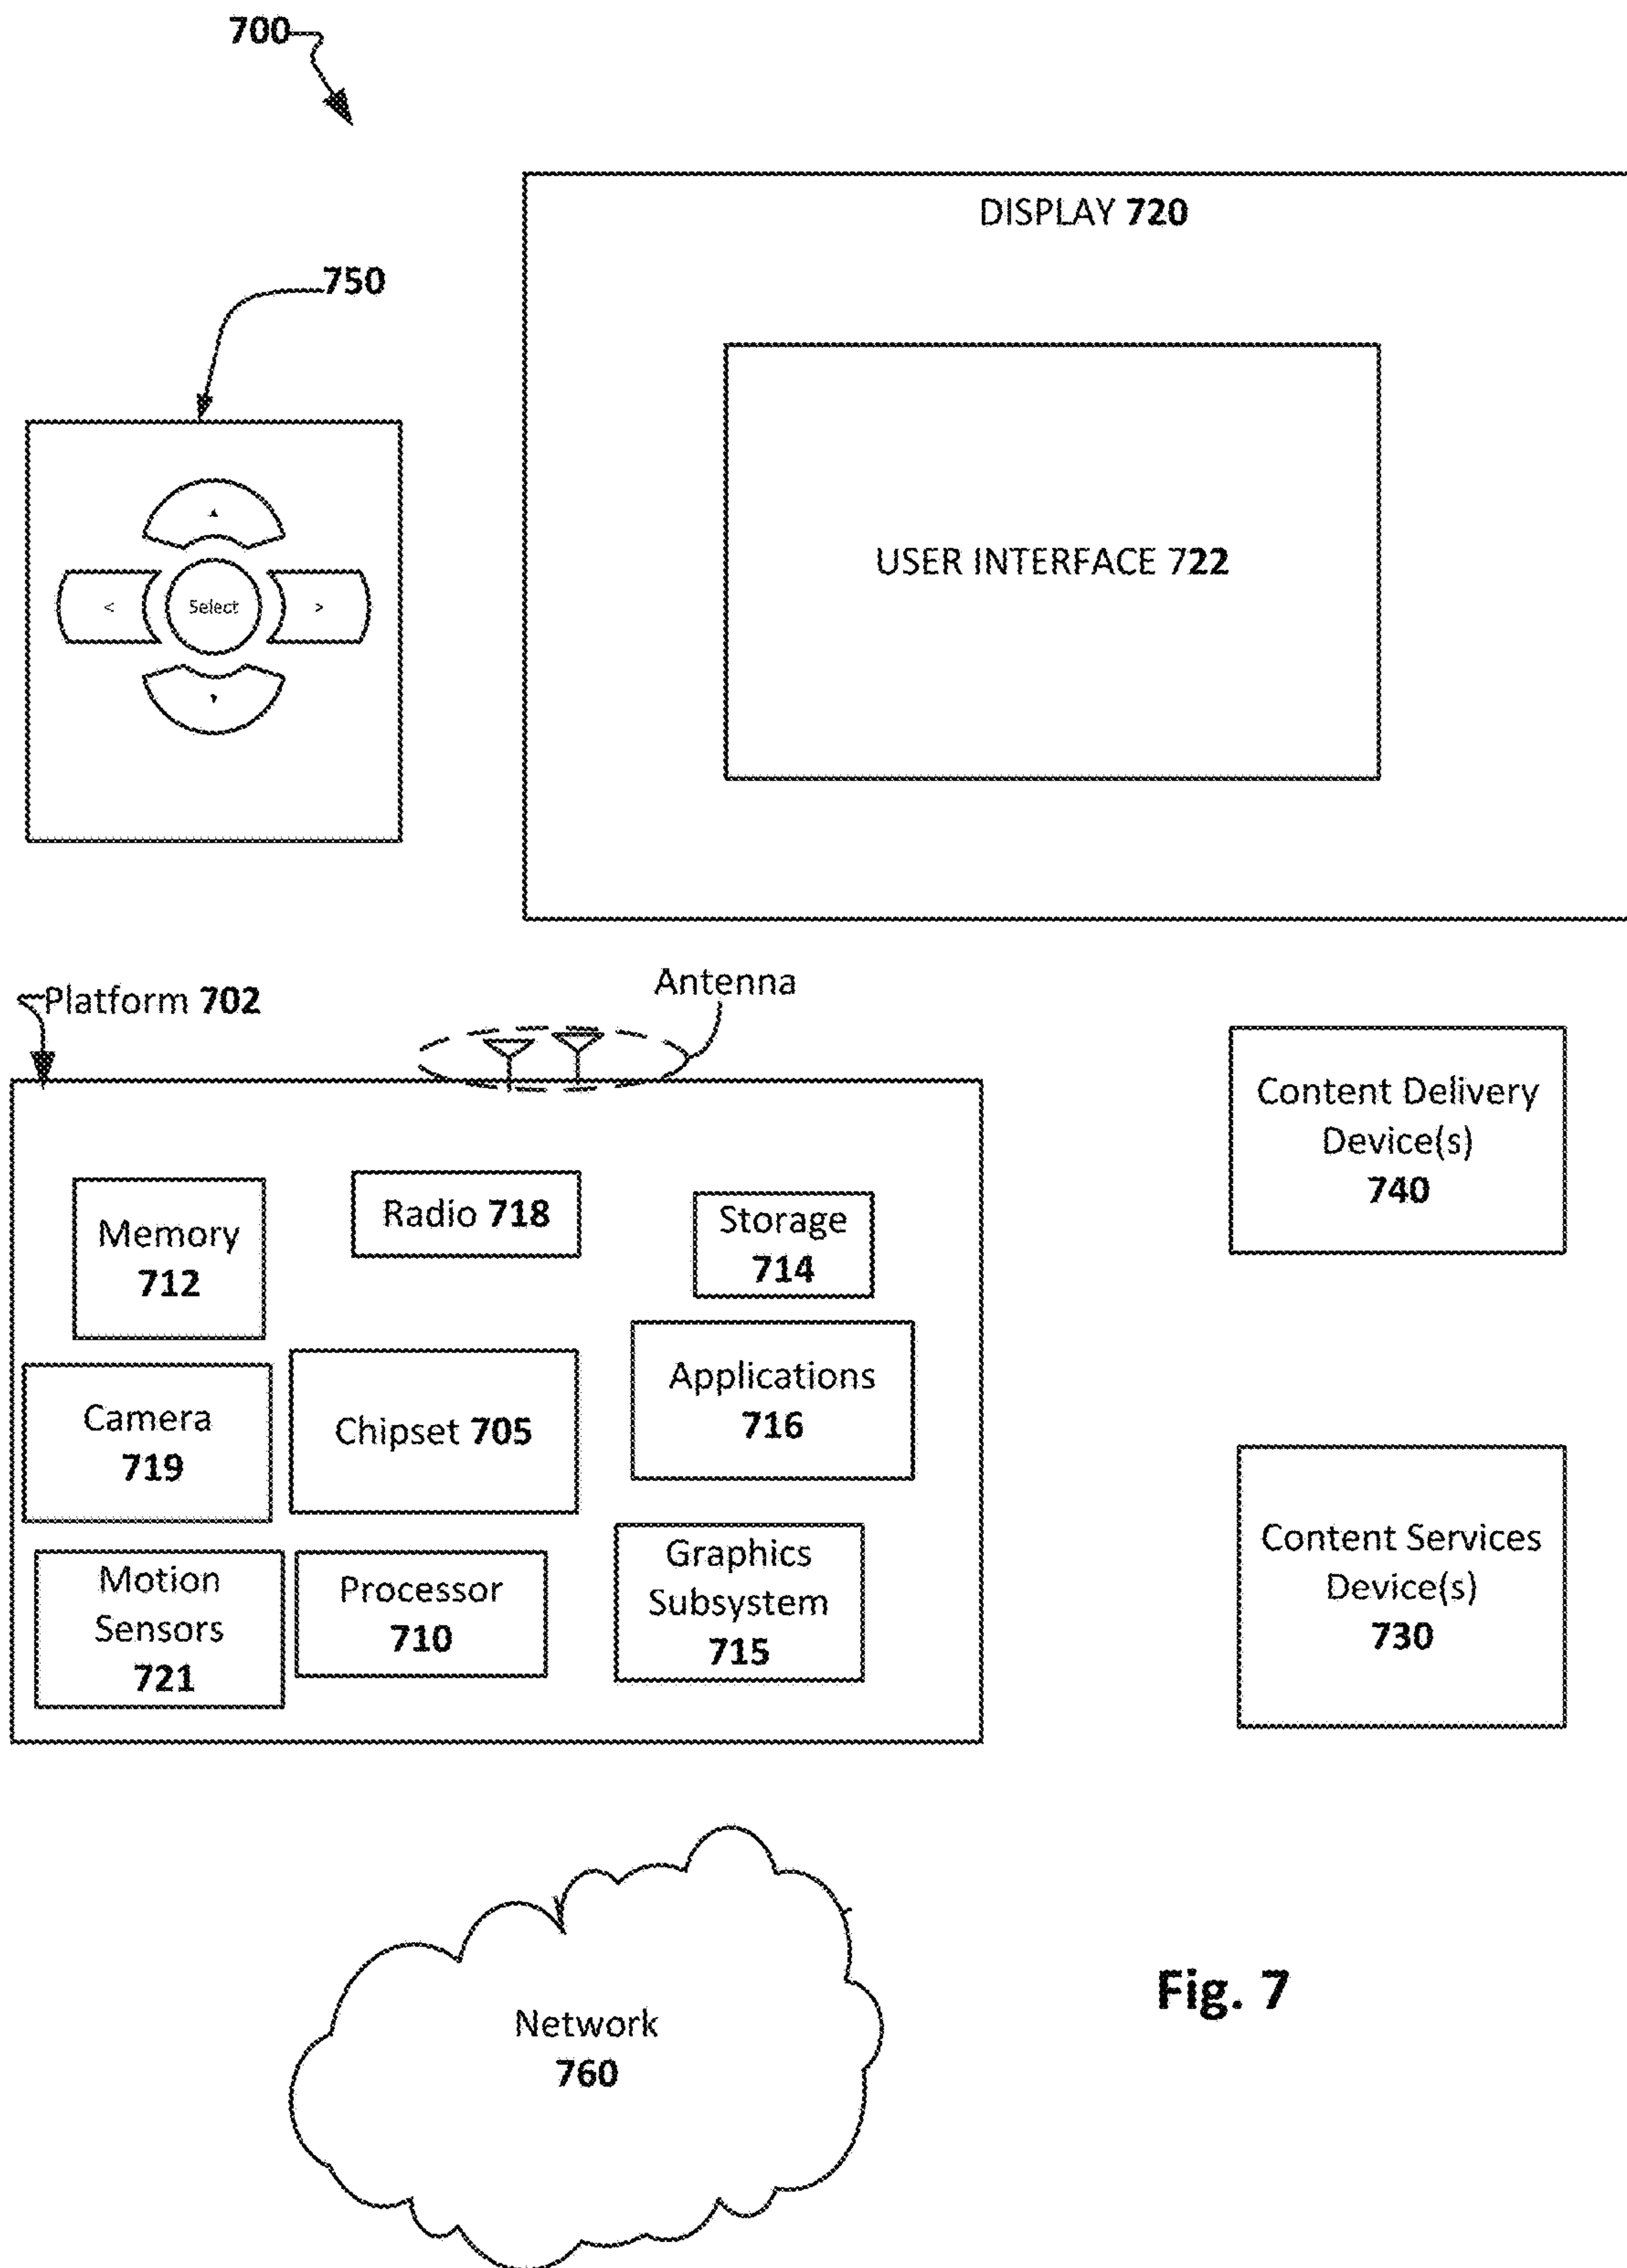 700
DISPLAY 720
750
USER INTERFACE 722
<
Select
>
Platform 702
Antenna
Content Delivery
Device(s)
740
Memory
712
Radio 718
Storage
714
Camera
719
Chipset 705
Applications
716
Motion
Sensors
721
Processor
710
Graphics
Subsystem
715
Content Services
Device(s)
730
Network
760
Fig. 7